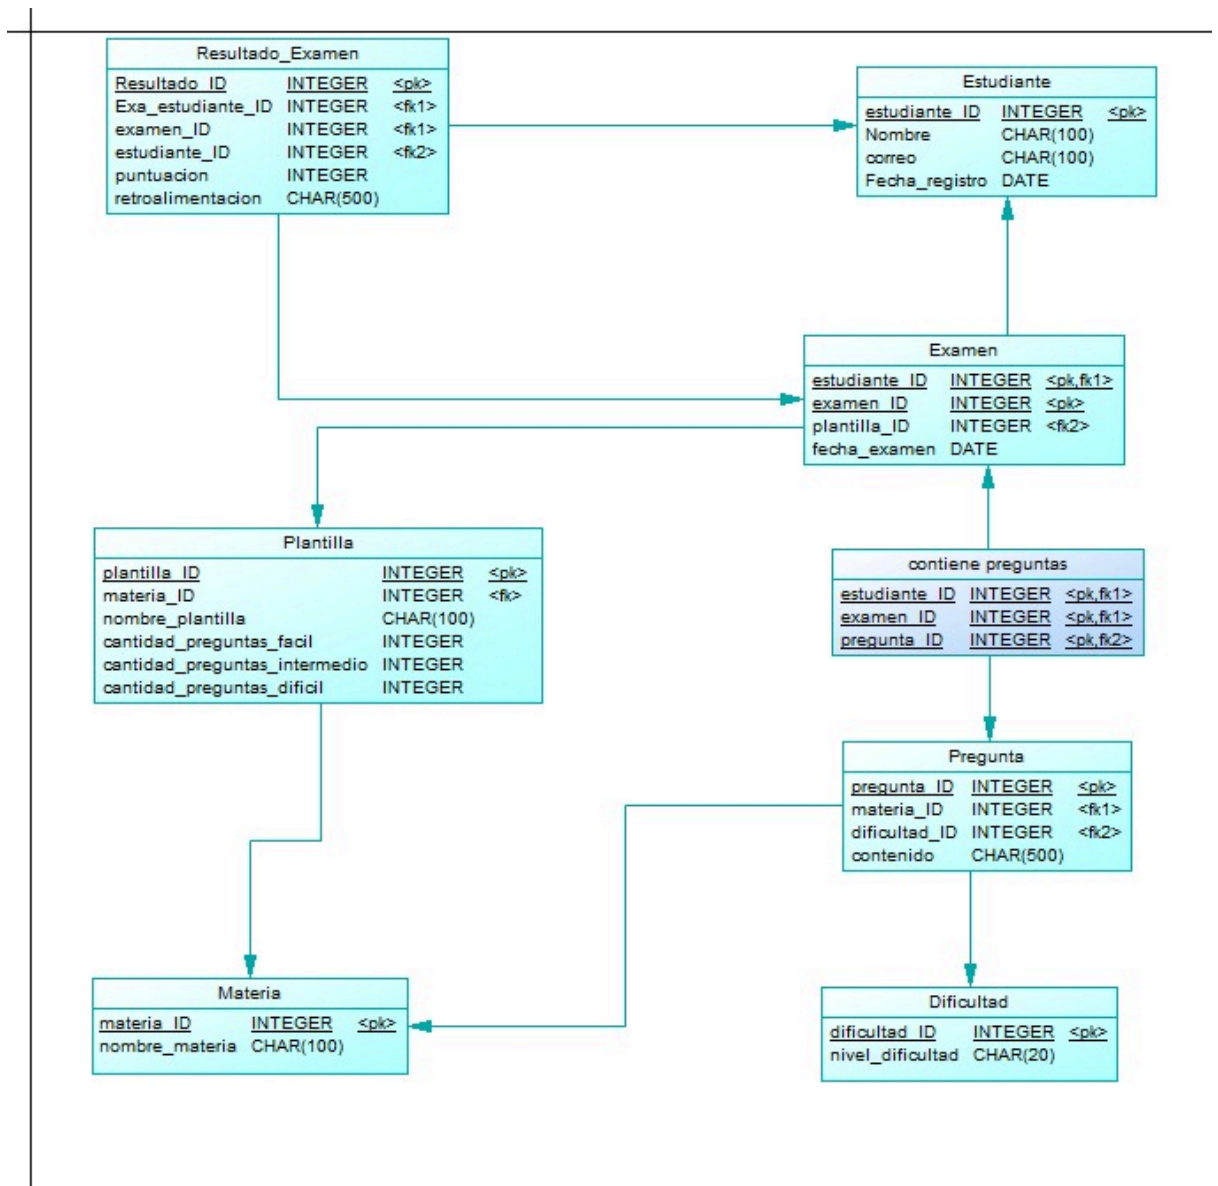 Resultado_Examen
Resultado_ID INTEGER <pk>
Exa_estudiante_ID INTEGER <fk1>
examen_ID INTEGER <fk1>
estudiante_ID INTEGER <fk2>
puntuacion INTEGER
retroalimentacion CHAR(500)
Estudiante
estudiante_ID INTEGER <pk>
Nombre CHAR(100)
correo CHAR(100)
Fecha_registro DATE
Examen
estudiante_ID INTEGER <pk,fk1>
examen_ID INTEGER <pk>
plantilla_ID INTEGER <fk2>
fecha_examen DATE
Plantilla
plantilla_ID INTEGER <pk>
materia_ID INTEGER <fk>
nombre_plantilla CHAR(100)
cantidad_preguntas_facil INTEGER
cantidad_preguntas_intermedio INTEGER
cantidad_preguntas_dificil INTEGER
contiene preguntas
estudiante_ID INTEGER <pk,fk1>
examen_ID INTEGER <pk,fk1>
pregunta_ID INTEGER <pk,fk2>
Pregunta
pregunta_ID INTEGER <pk>
materia_ID INTEGER <fk1>
dificultad_ID INTEGER <fk2>
contenido CHAR(500)
Materia
materia_ID INTEGER <pk>
nombre_materia CHAR(100)
Dificultad
dificultad_ID INTEGER <pk>
nivel_dificultad CHAR(20)